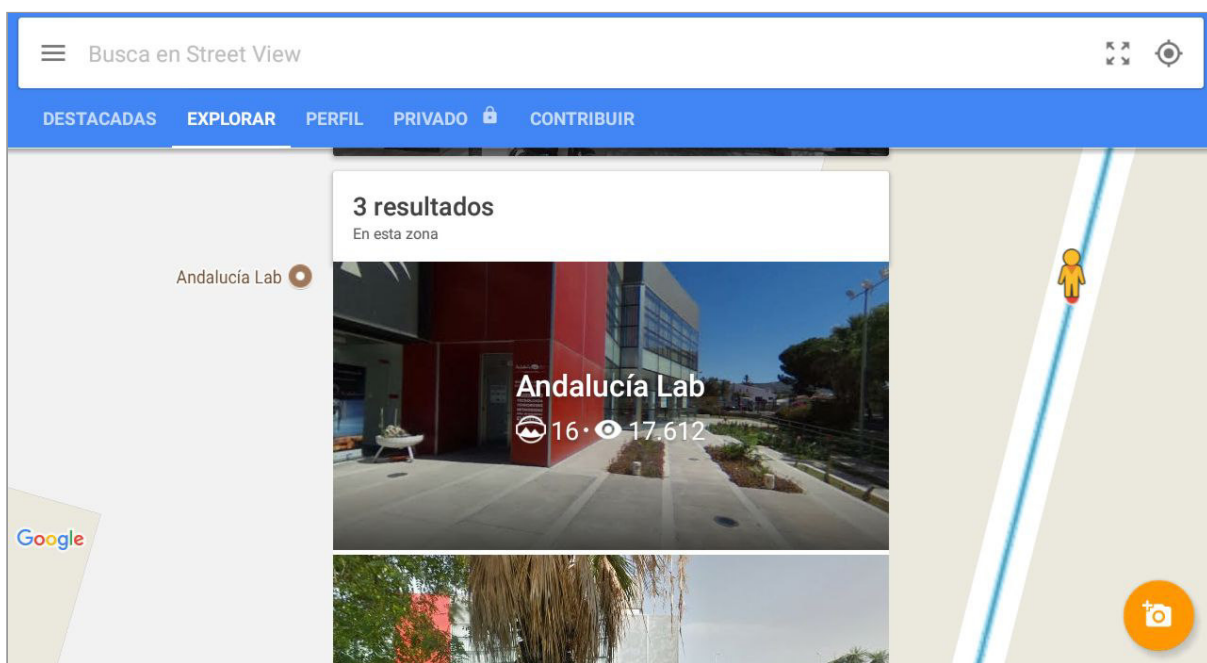 Busca en Street View
DESTACADAS EXPLORAR PERFIL PRIVADO CONTRIBUIR
3 resultados
En esta zona
Andalucía Lab
Andalucía Lab
16 · 17.612
Google